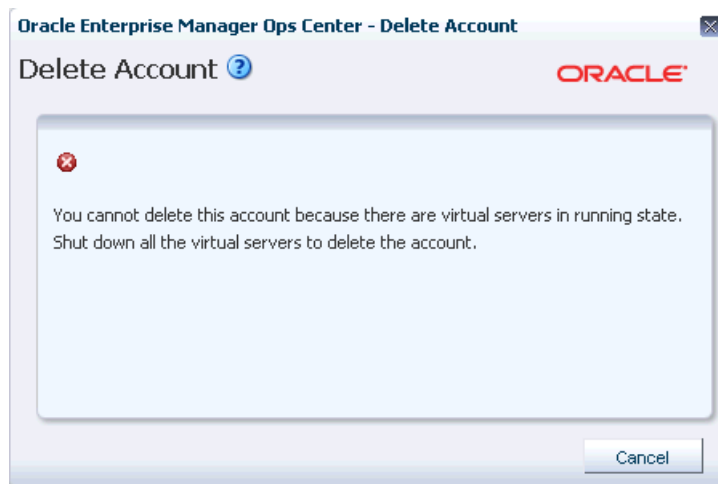 Oracle Enterprise Manager Ops Center - Delete Account
Delete Account
ORACLE
You cannot delete this account because there are virtual servers in running state.
Shut down all the virtual servers to delete the account.
Cancel